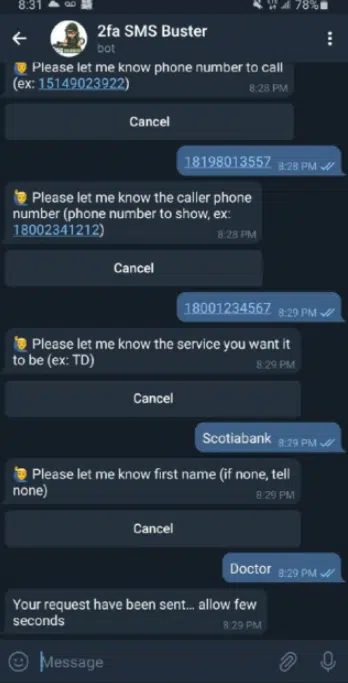 8:31
78%
2fa SMS Buster
bot
Please let me know phone number to call
(ex: 15149023922)
8:28 PM
Cancel
18198013557 8:28 PM
Please let me know the caller phone
number (phone number to show, ex:
18002341212)
8:28 PM
Cancel
18001234567 8:29 PM
Please let me know the service you want it
to be (ex: TD)
8:29 PM
Cancel
Scotiabank 8:29 PM
Please let me know first name (if none, tell
none)
8:29 PM
Cancel
Doctor 8:29 PM
Your request have been sent... allow few
seconds
8:29 PM
Message